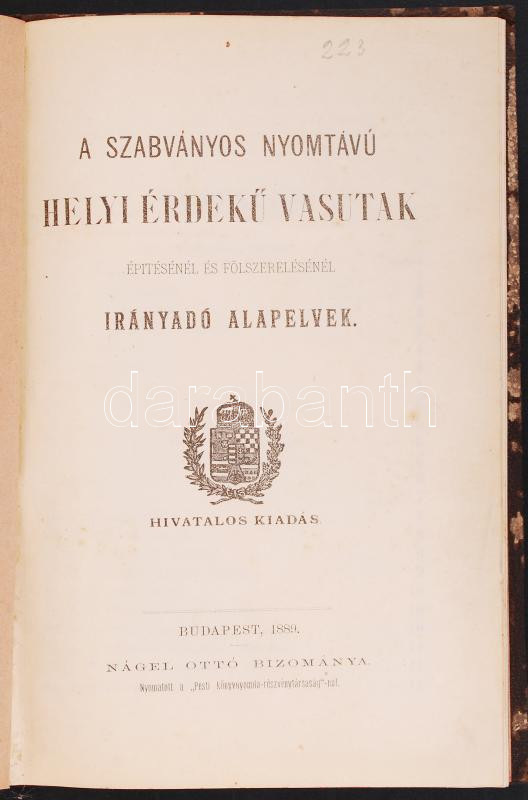 223
A SZABVÁNYOS NYOMTÁVÚ
HELYI ÉRDEKŰ VASUTAK
ÉPITÉSÉNÉL ÉS FÖLSZERELÉSÉNÉL
IRÁNYADÓ ALAPELVEK.
darabanth
HIVATALOS KIADÁS.
BUDAPEST, 1889.
NÁGEL OTTÓ BIZOMÁNYA.
Nyomatott a „Pesti könyvnyomda-részvénytársaság"-nál.